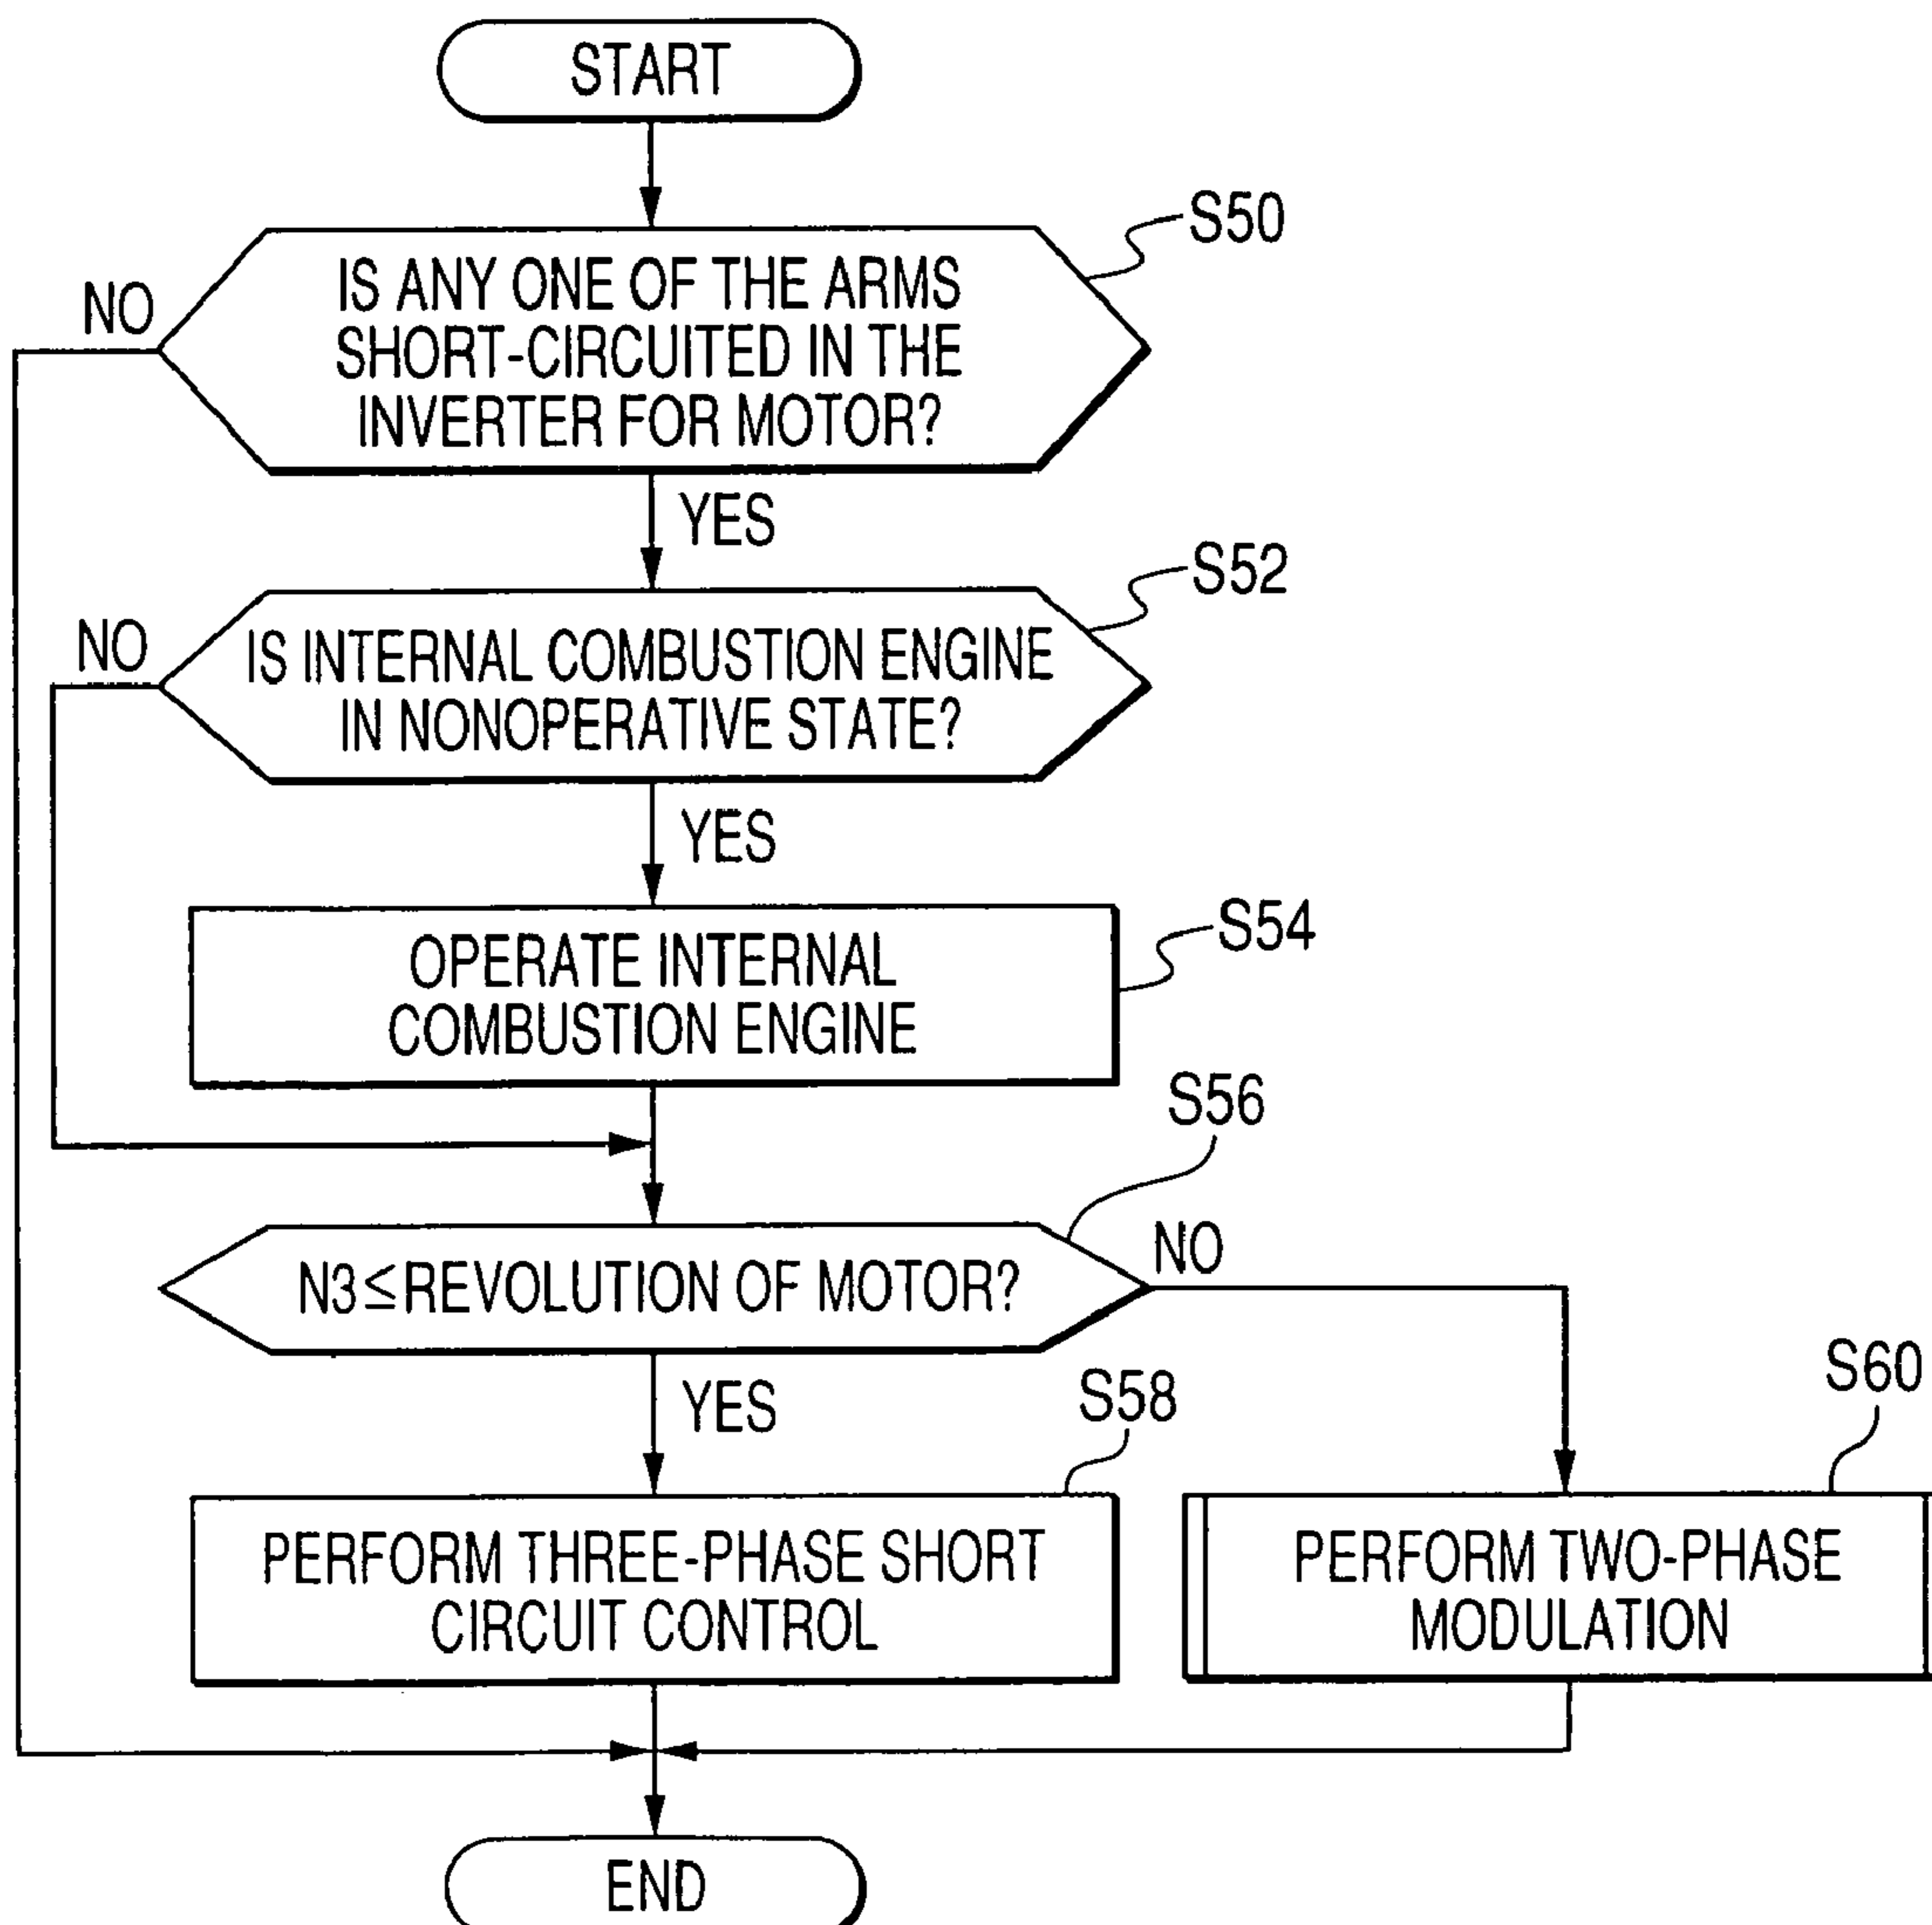 START
S50
NO
IS ANY ONE OF THE ARMS
SHORT-CIRCUITED IN THE
INVERTER FOR MOTOR?
YES
S52
NO
IS INTERNAL COMBUSTION ENGINE
IN NONOPERATIVE STATE?
YES
S54
OPERATE INTERNAL
COMBUSTION ENGINE
S56
N3≤REVOLUTION OF MOTOR?
NO
YES
S58
S60
PERFORM THREE-PHASE SHORT
CIRCUIT CONTROL
PERFORM TWO-PHASE
MODULATION
END